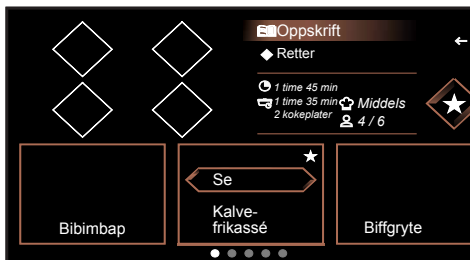 Oppskrift
Retter
1 time 45 min
1 time 35 min
2 kokeplater
Middels
4 / 6
Bibimbap
Se
Kalve-
frikassé
Biffgryte